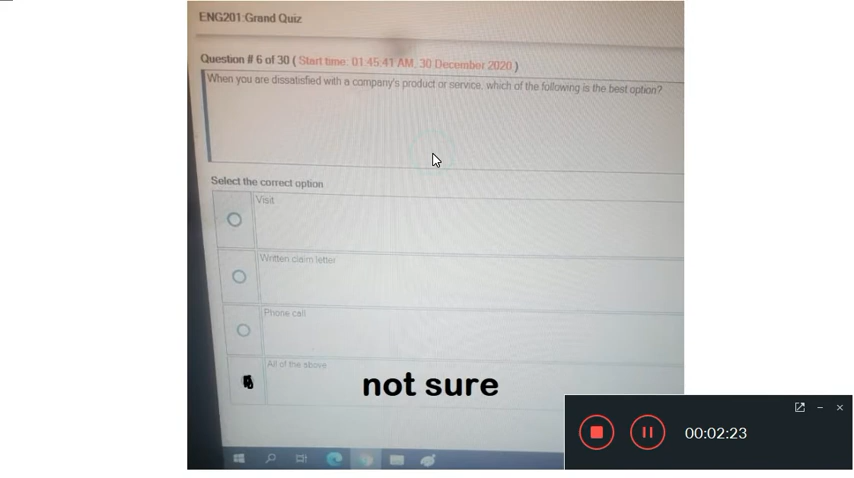 ENG201:Grand Quiz
Question # 6 of 30 ( Start time: 01:45:41 AM, 30 December 2020 )
When you are dissatisfied with a company's product or service, which of the following is the best option?
Select the correct option
Visit
Written claim letter
Phone call
All of the above
not sure
00:02:23